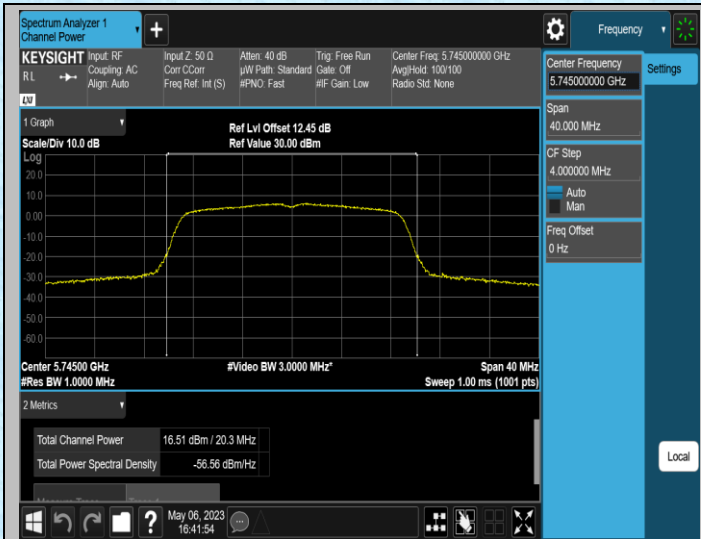 Spectrum Analyzer 1
Channel Power
+
Frequency
KEYSIGHT
RL
LXI
Input: RF
Coupling: AC
Align: Auto
Input Z: 50 Ω
Corr CCorr
Freq Ref: Int (S)
Atten: 40 dB
µW Path: Standard
#PNO: Fast
Trig: Free Run
Gate: Off
#IF Gain: Low
Center Freq: 5.745000000 GHz
Avg|Hold: 100/100
Radio Std: None
Center Frequency
5.745000000 GHz
Settings
Span
40.000 MHz
CF Step
4.000000 MHz
Auto
Man
Freq Offset
0 Hz
1 Graph
Scale/Div 10.0 dB
Ref Lvl Offset 12.45 dB
Ref Value 30.00 dBm
Log
20.0
10.0
0.00
-10.0
-20.0
-30.0
-40.0
-50.0
-60.0
Center 5.74500 GHz
#Video BW 3.0000 MHz*
Span 40 MHz
#Res BW 1.0000 MHz
Sweep 1.00 ms (1001 pts)
2 Metrics
Total Channel Power 16.51 dBm / 20.3 MHz
Total Power Spectral Density -56.56 dBm/Hz
Local
?
May 06, 2023
16:41:54